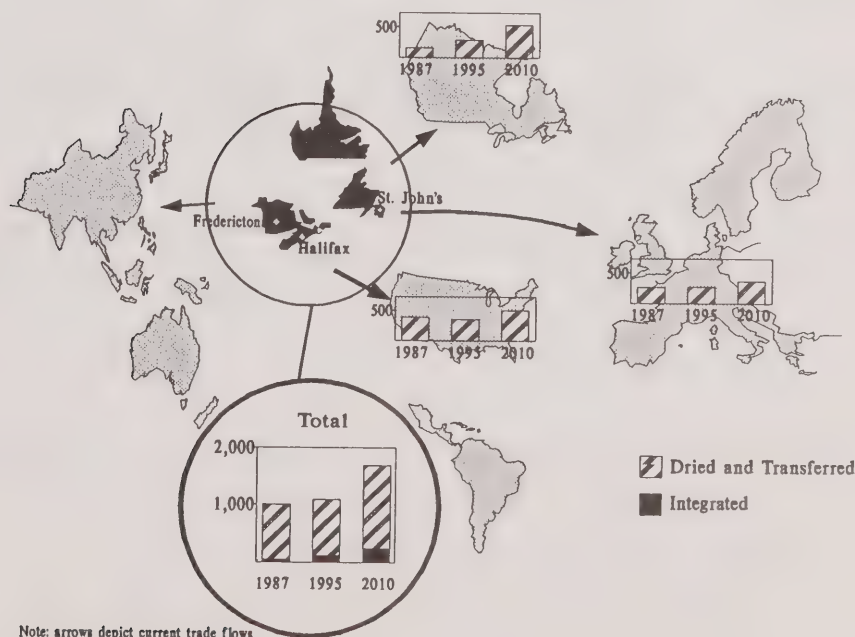 500
1987 1995 2010
St. John's
Fredericton
Halifax
500
1987 1995 2010
500
1987 1995 2010
Total
2,000
1,000
1987 1995 2010
Dried and Transferred
Integrated
Note: arrows depict current trade flows